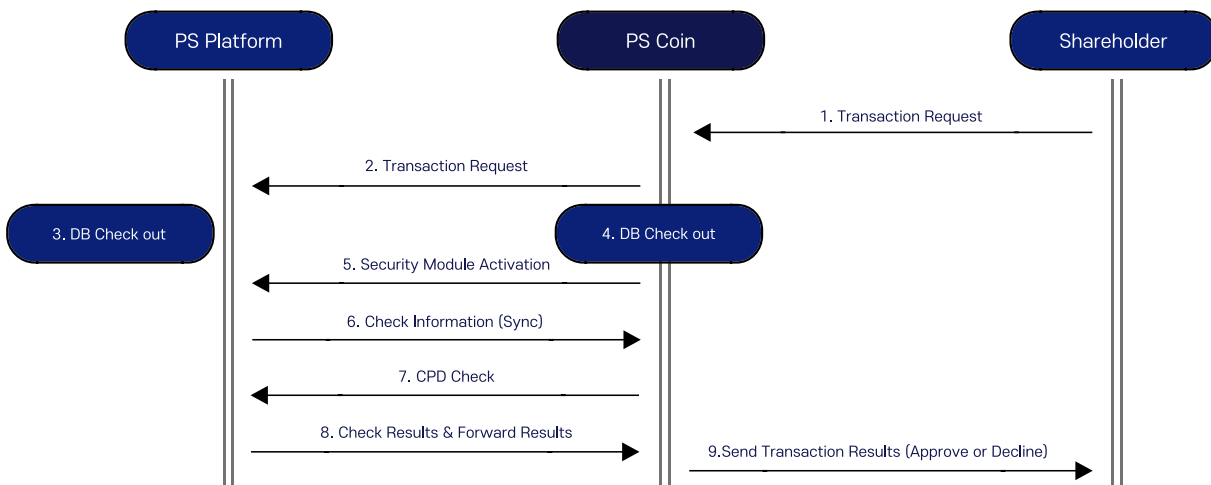 PS Platform
PS Coin
Shareholder
1. Transaction Request
2. Transaction Request
3. DB Check out
4. DB Check out
5. Security Module Activation
6. Check Information (Sync)
7. CPD Check
8. Check Results & Forward Results
9.Send Transaction Results (Approve or Decline)